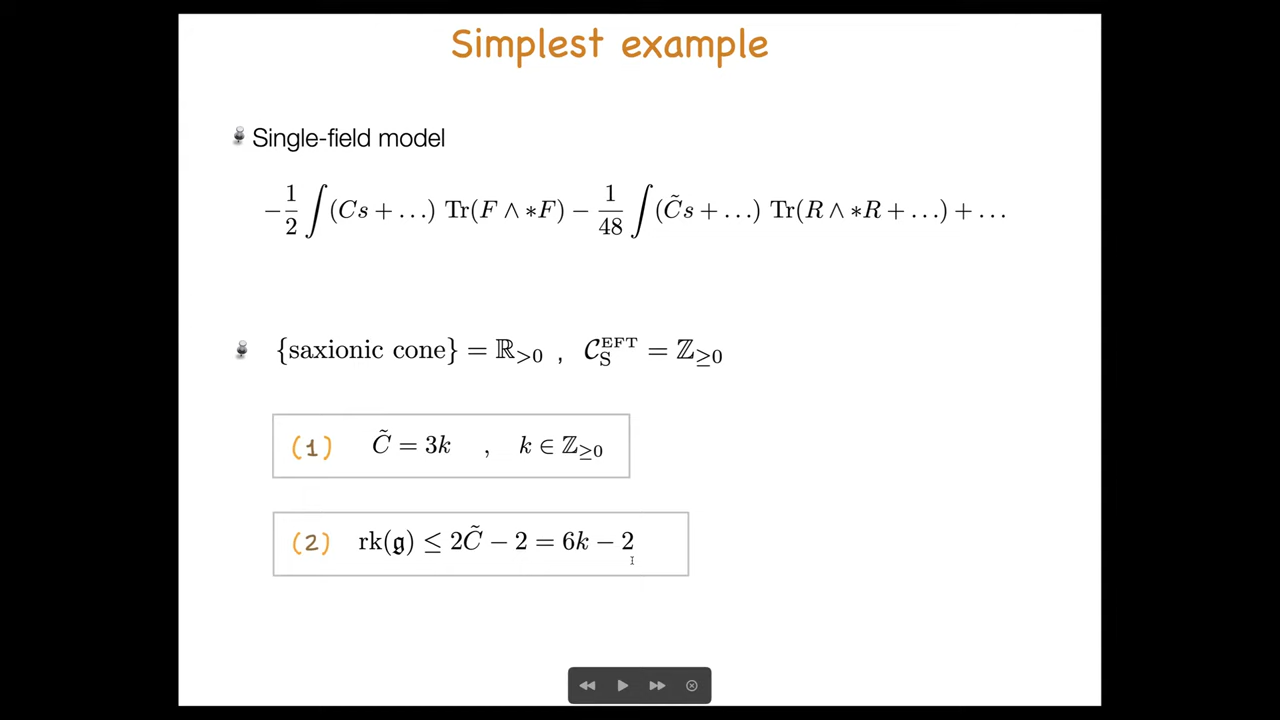 Simplest example
Single-field model
−1/2 ∫(Cs + …) Tr(F ∧ ∗F) − 1/48 ∫(C̃s + …) Tr(R ∧ ∗R + …) + …
{saxionic cone} = ℝ_{>0} , 𝒞_S^{EFT} = ℤ_{≥0}
(1) C̃ = 3k , k ∈ ℤ_{≥0}
(2) rk(𝔤) ≤ 2C̃ − 2 = 6k − 2